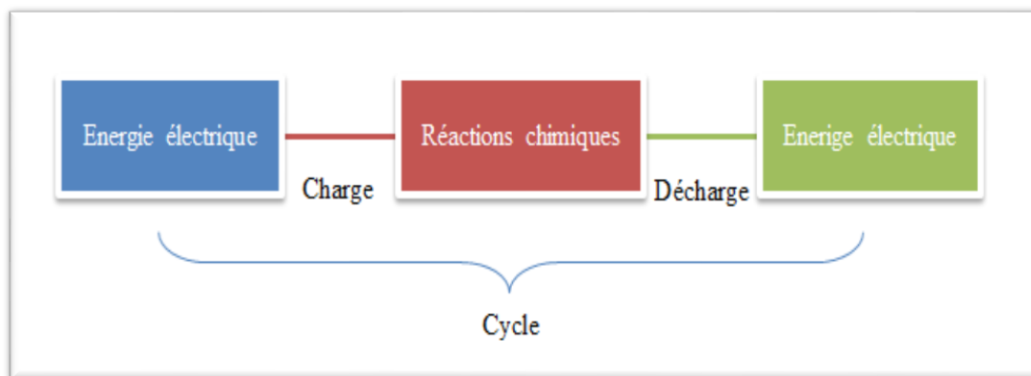 Energie électrique
Réactions chimiques
Enerige électrique
Charge
Décharge
Cycle